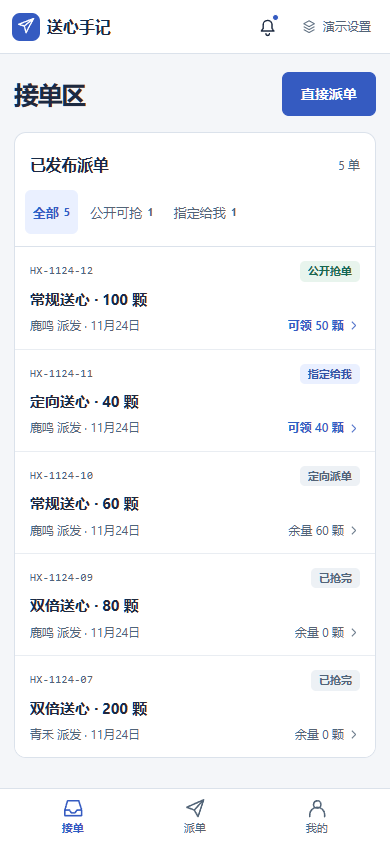 送心手记
演示设置
接单区
直接派单
已发布派单
5 单
全部 5
公开可抢 1
指定给我 1
HX-1124-12
公开抢单
常规送心 · 100 颗
鹿鸣 派发 · 11月24日
可领 50 颗
HX-1124-11
指定给我
定向送心 · 40 颗
鹿鸣 派发 · 11月24日
可领 40 颗
HX-1124-10
定向派单
常规送心 · 60 颗
鹿鸣 派发 · 11月24日
余量 60 颗
HX-1124-09
已抢完
双倍送心 · 80 颗
鹿鸣 派发 · 11月24日
余量 0 颗
HX-1124-07
已抢完
双倍送心 · 200 颗
青禾 派发 · 11月24日
余量 0 颗
接单
派单
我的